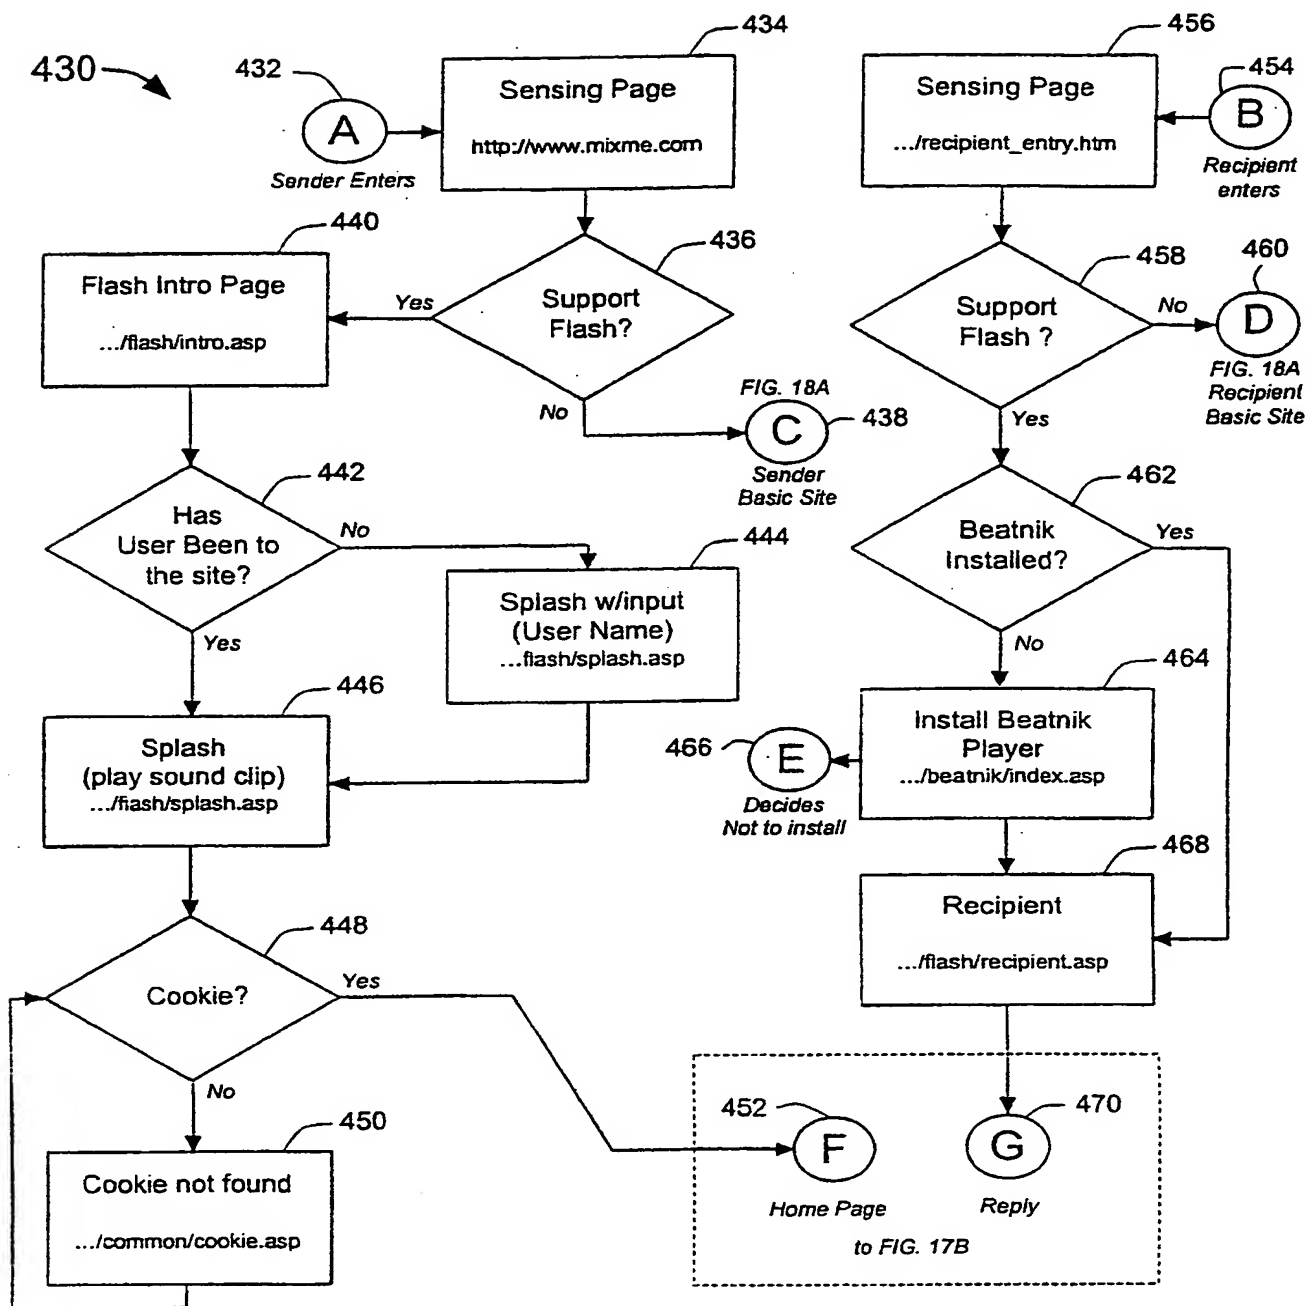 430
432
A
Sender Enters
434
Sensing Page
http://www.mixme.com
436
Support
Flash?
Yes
No
440
Flash Intro Page
.../flash/intro.asp
FIG. 18A
C
438
Sender
Basic Site
442
Has
User Been to
the site?
No
Yes
444
Splash w/input
(User Name)
...flash/splash.asp
446
Splash
(play sound clip)
.../flash/splash.asp
448
Cookie?
Yes
No
450
Cookie not found
.../common/cookie.asp
456
Sensing Page
.../recipient_entry.htm
454
B
Recipient
enters
458
Support
Flash ?
No
Yes
460
D
FIG. 18A
Recipient
Basic Site
462
Beatnik
Installed?
Yes
No
464
Install Beatnik
Player
.../beatnik/index.asp
466
E
Decides
Not to install
468
Recipient
.../flash/recipient.asp
452
F
Home Page
470
G
Reply
to FIG. 17B